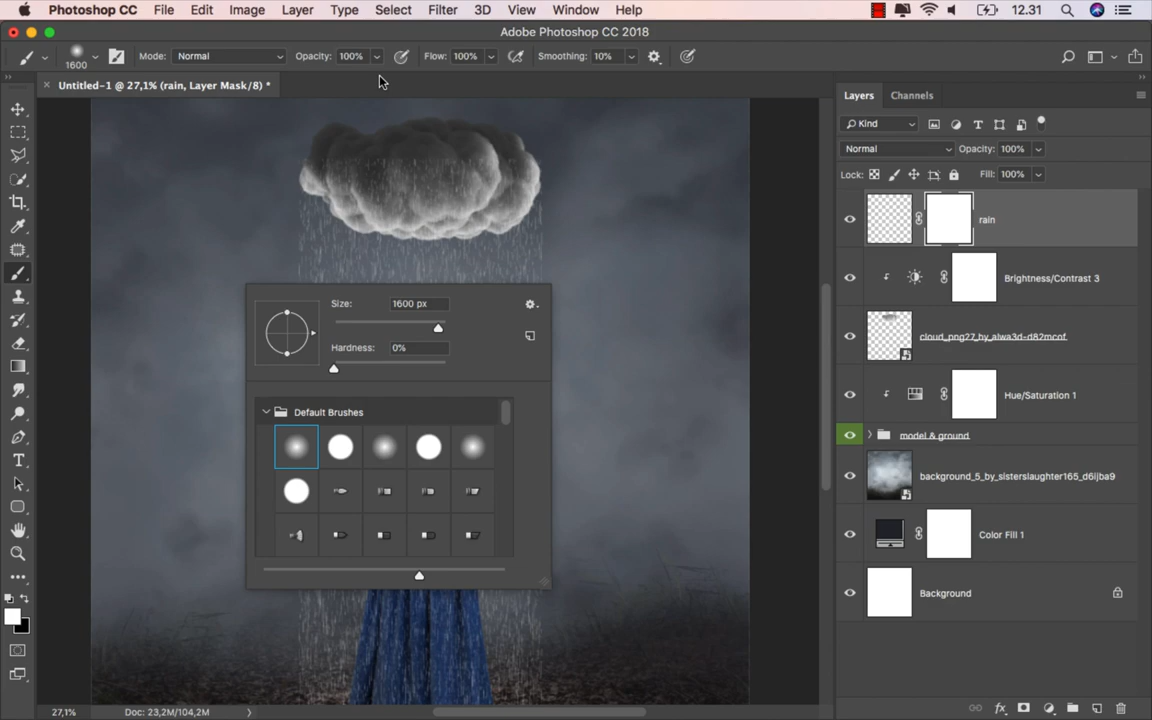 Photoshop CC File Edit Image Layer Type Select Filter 3D View Window Help 12.31
Adobe Photoshop CC 2018
1600 Mode: Normal Opacity: 100% Flow: 100% Smoothing: 10%
Untitled-1 @ 27,1% (rain, Layer Mask/8) *
Layers Channels
Kind
Normal Opacity: 100%
Lock: Fill: 100%
rain
Brightness/Contrast 3
cloud_png27_by_alwa3d-d82mcof
Hue/Saturation 1
model & ground
background_5_by_sisterslaughter165_d6ijba9
Color Fill 1
Background
Size: 1600 px
Hardness: 0%
Default Brushes
T
27,1% Doc: 23,2M/104,2M
fx